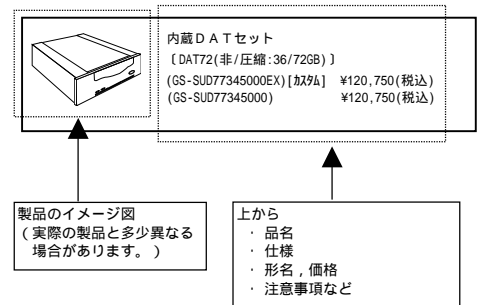 内蔵ＤＡＴセット
〔DAT72(非/圧縮:36/72GB)〕
(GS-SUD77345000EX)[ｶｽﾀﾑ] ¥120,750(税込)
(GS-SUD77345000) ¥120,750(税込)
製品のイメージ図
(実際の製品と多少異なる
場合があります。)
上から
・ 品名
・ 仕様
・ 形名，価格
・ 注意事項など